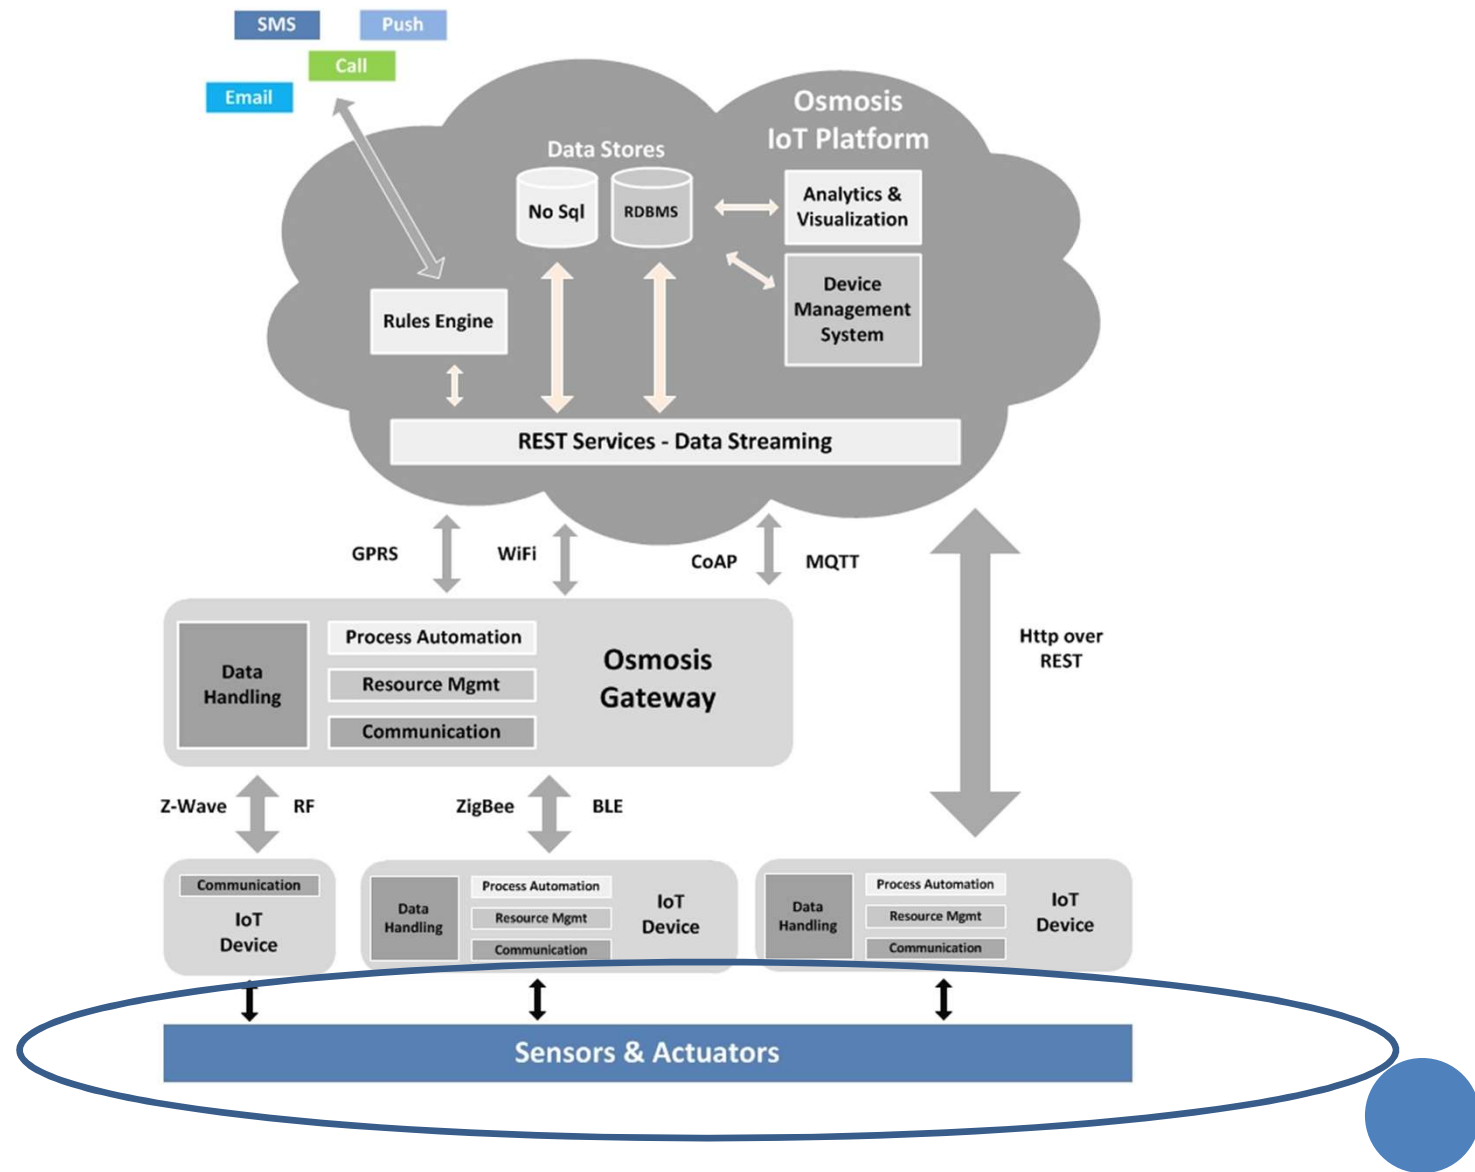 SMS
Push
Call
Email
Osmosis
IoT Platform
Data Stores
No Sql
RDBMS
Analytics &
Visualization
Device
Management
System
Rules Engine
REST Services - Data Streaming
GPRS
WiFi
CoAP
MQTT
Http over
REST
Data
Handling
Process Automation
Resource Mgmt
Communication
Osmosis
Gateway
Z-Wave
RF
ZigBee
BLE
Communication
IoT
Device
Data
Handling
Process Automation
Resource Mgmt
Communication
IoT
Device
Data
Handling
Process Automation
Resource Mgmt
Communication
IoT
Device
Sensors & Actuators